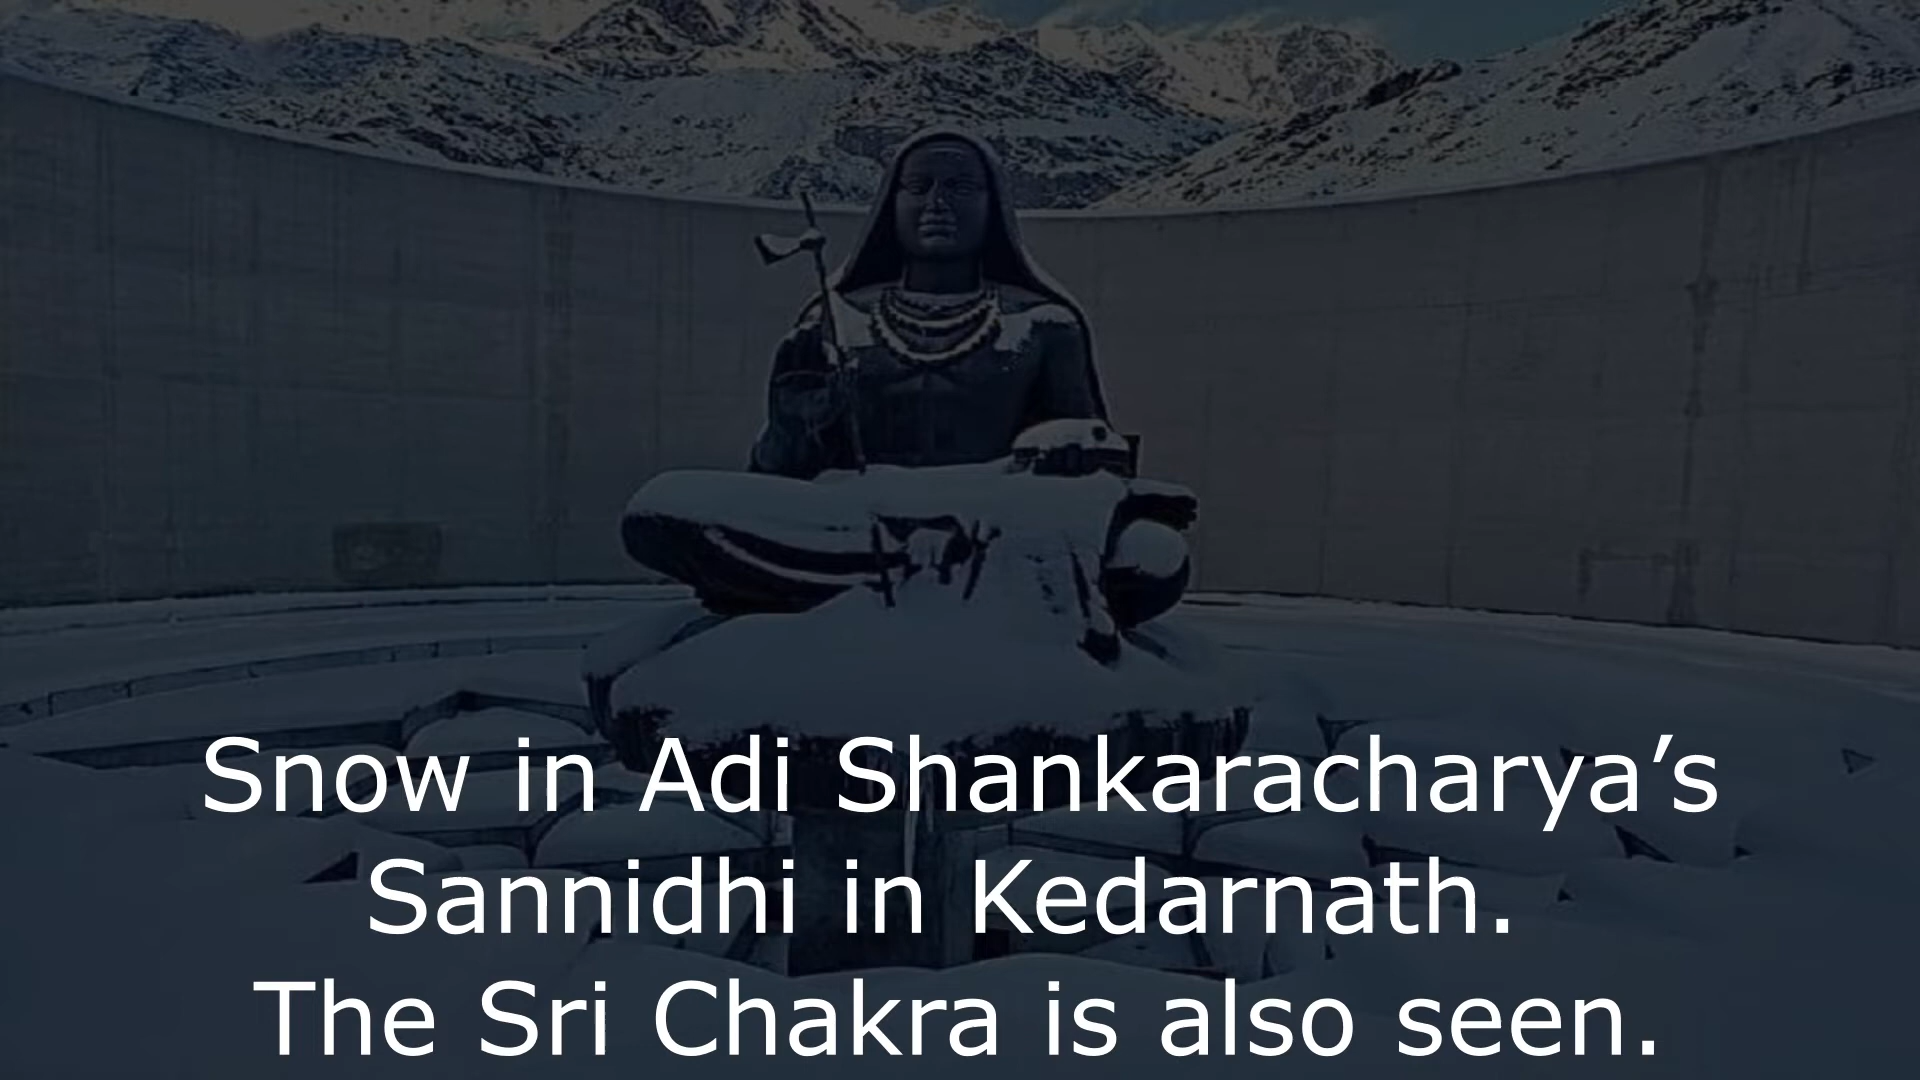 Snow in Adi Shankaracharya’s
Sannidhi in Kedarnath.
The Sri Chakra is also seen.